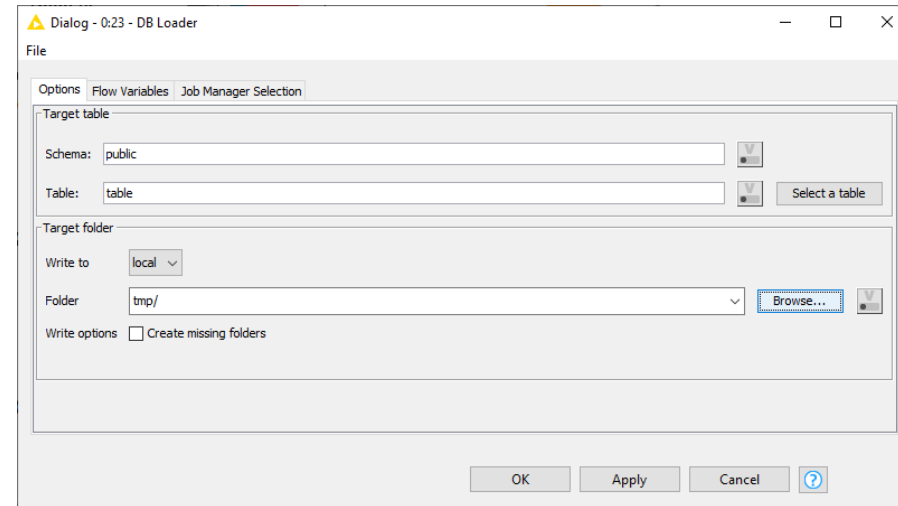 Dialog - 0:23 - DB Loader
File
Options Flow Variables Job Manager Selection
Target table
Schema: public V
Table: table V Select a table
Target folder
Write to local
Folder tmp/ Browse... V
Write options Create missing folders
OK Apply Cancel ?